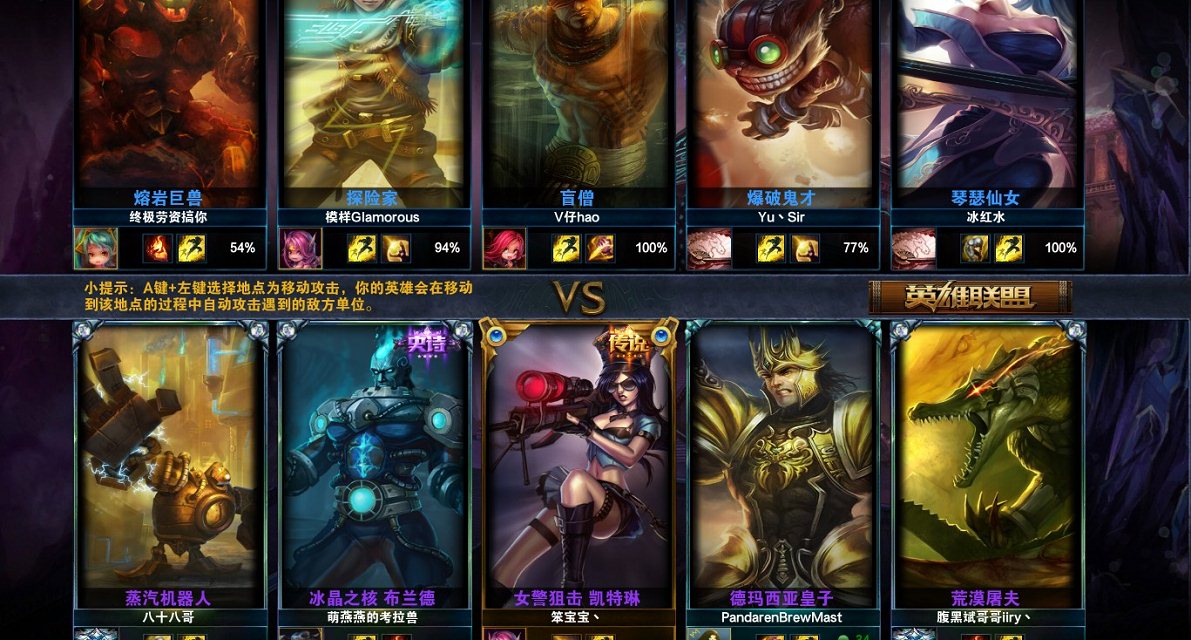 熔岩巨兽
终极劳资搞你
54%
探险家
模样Glamorous
94%
盲僧
V仔hao
100%
爆破鬼才
Yu丶Sir
77%
琴瑟仙女
冰红水
100%
小提示：A键+左键选择地点为移动攻击，你的英雄会在移动
到该地点的过程中自动攻击遇到的敌方单位。
VS
英雄联盟
史诗
传说
蒸汽机器人
八十八哥
冰晶之核 布兰德
萌燕燕的考拉兽
女警狙击 凯特琳
笨宝宝丶
德玛西亚皇子
PandarenBrewMast
荒漠屠夫
腹黑斌哥哥iiry丶